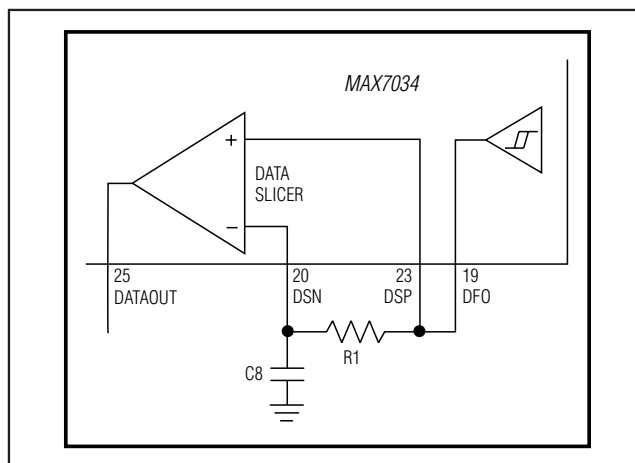 MAX7034
+
DATA
SLICER
−
25
DATAOUT
20
DSN
23
DSP
19
DFO
R1
C8